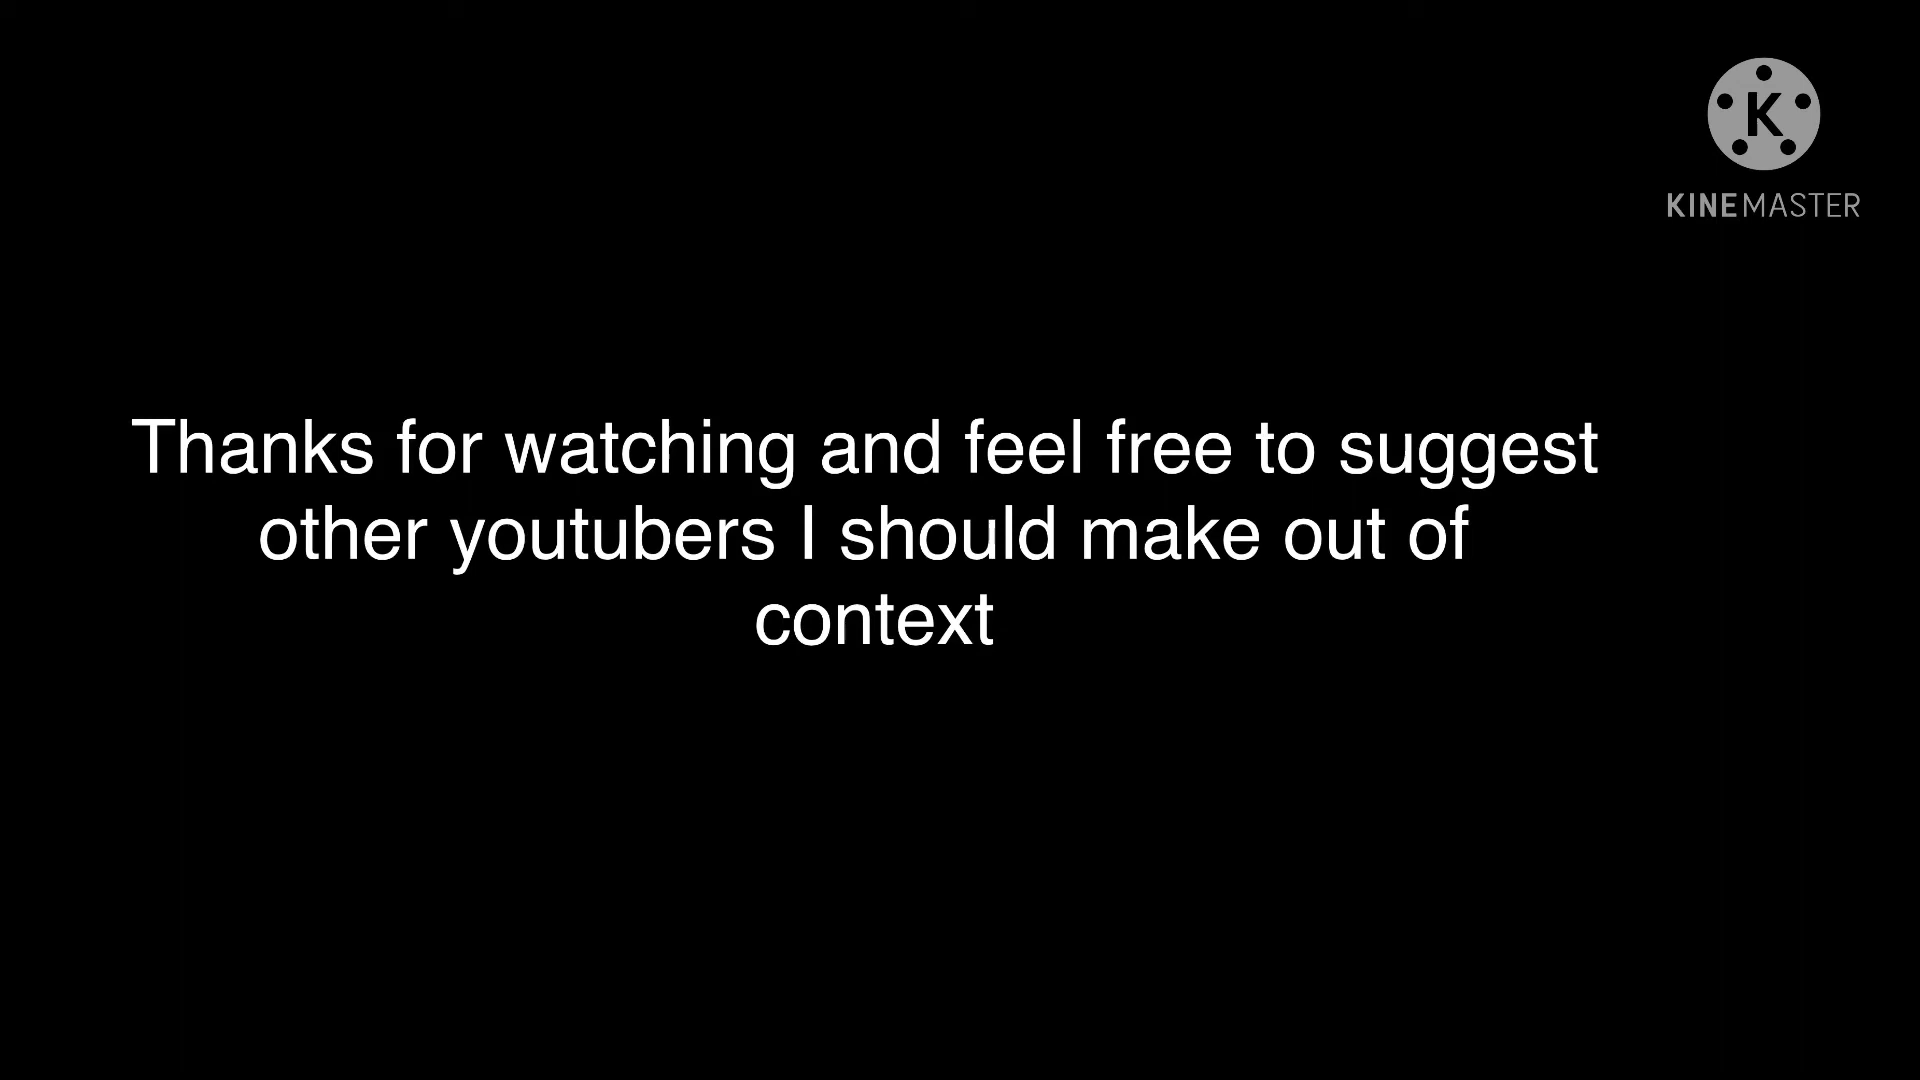 K
KINEMASTER
Thanks for watching and feel free to suggest
other youtubers I should make out of
context